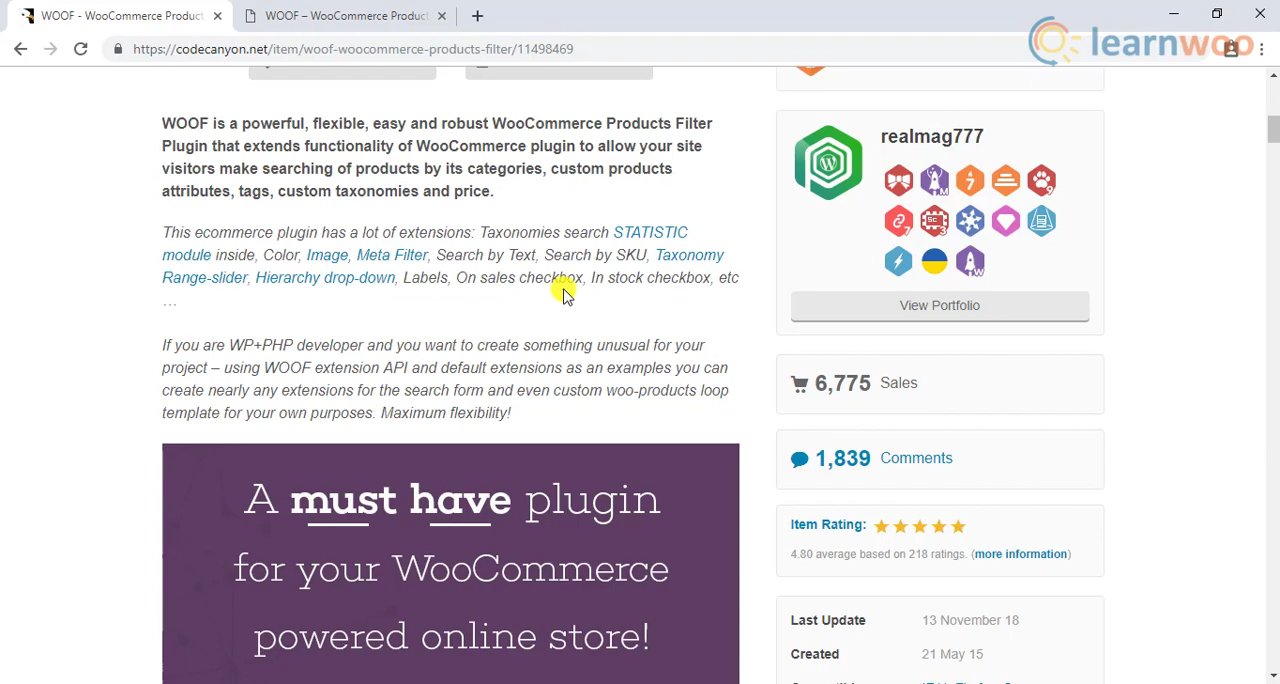 WOOF - WooCommerce Product
WOOF – WooCommerce Product
https://codecanyon.net/item/woof-woocommerce-products-filter/11498469
learnwoo
WOOF is a powerful, flexible, easy and robust WooCommerce Products Filter
Plugin that extends functionality of WooCommerce plugin to allow your site
visitors make searching of products by its categories, custom products
attributes, tags, custom taxonomies and price.
This ecommerce plugin has a lot of extensions: Taxonomies search STATISTIC
module inside, Color, Image, Meta Filter, Search by Text, Search by SKU, Taxonomy
Range-slider, Hierarchy drop-down, Labels, On sales checkbox, In stock checkbox, etc
…
If you are WP+PHP developer and you want to create something unusual for your
project – using WOOF extension API and default extensions as an examples you can
create nearly any extensions for the search form and even custom woo-products loop
template for your own purposes. Maximum flexibility!
A must have plugin
for your WooCommerce
powered online store!
realmag777
View Portfolio
6,775 Sales
1,839 Comments
Item Rating:
4.80 average based on 218 ratings. (more information)
Last Update 13 November 18
Created 21 May 15